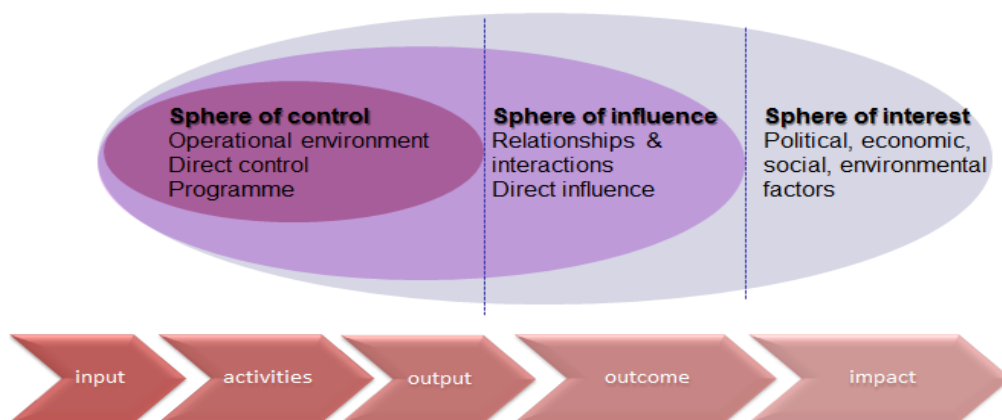 Sphere of control
Operational environment
Direct control
Programme
Sphere of influence
Relationships &
interactions
Direct influence
Sphere of interest
Political, economic,
social, environmental
factors
input
activities
output
outcome
impact